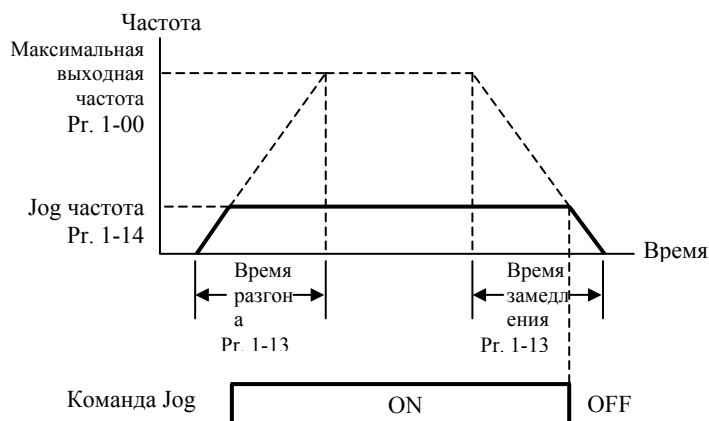 Частота
Максимальная
выходная
частота
Pr. 1-00
Jog частота
Pr. 1-14
Время
Время
разгон
а
Pr. 1-13
Время
замедл
ения
Pr. 1-13
Команда Jog
ON
OFF